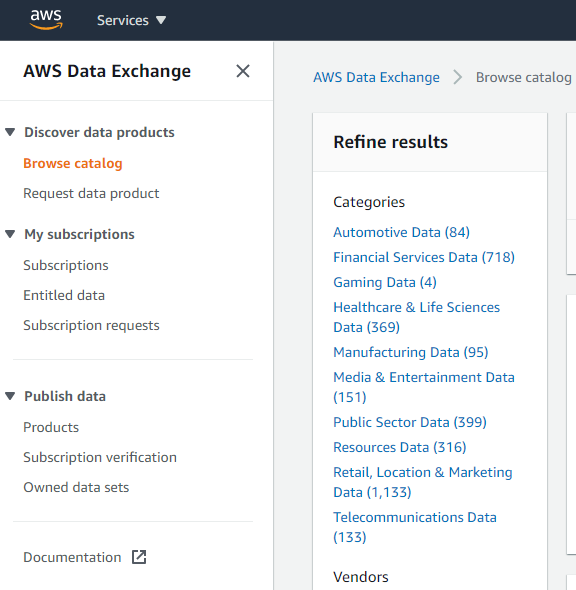 aws
Services
AWS Data Exchange
Discover data products
Browse catalog
Request data product
My subscriptions
Subscriptions
Entitled data
Subscription requests
Publish data
Products
Subscription verification
Owned data sets
Documentation
AWS Data Exchange
Browse catalog
Refine results
Categories
Automotive Data (84)
Financial Services Data (718)
Gaming Data (4)
Healthcare & Life Sciences
Data (369)
Manufacturing Data (95)
Media & Entertainment Data
(151)
Public Sector Data (399)
Resources Data (316)
Retail, Location & Marketing
Data (1,133)
Telecommunications Data
(133)
Vendors